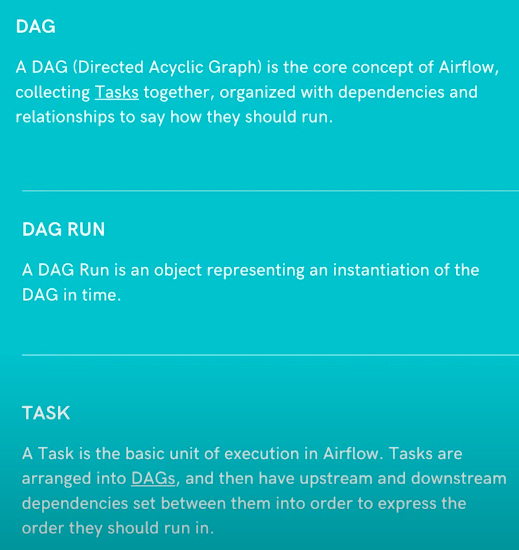 DAG
A DAG (Directed Acyclic Graph) is the core concept of Airflow,
collecting Tasks together, organized with dependencies and
relationships to say how they should run.
DAG RUN
A DAG Run is an object representing an instantiation of the
DAG in time.
TASK
A Task is the basic unit of execution in Airflow. Tasks are
arranged into DAGs, and then have upstream and downstream
dependencies set between them into order to express the
order they should run in.